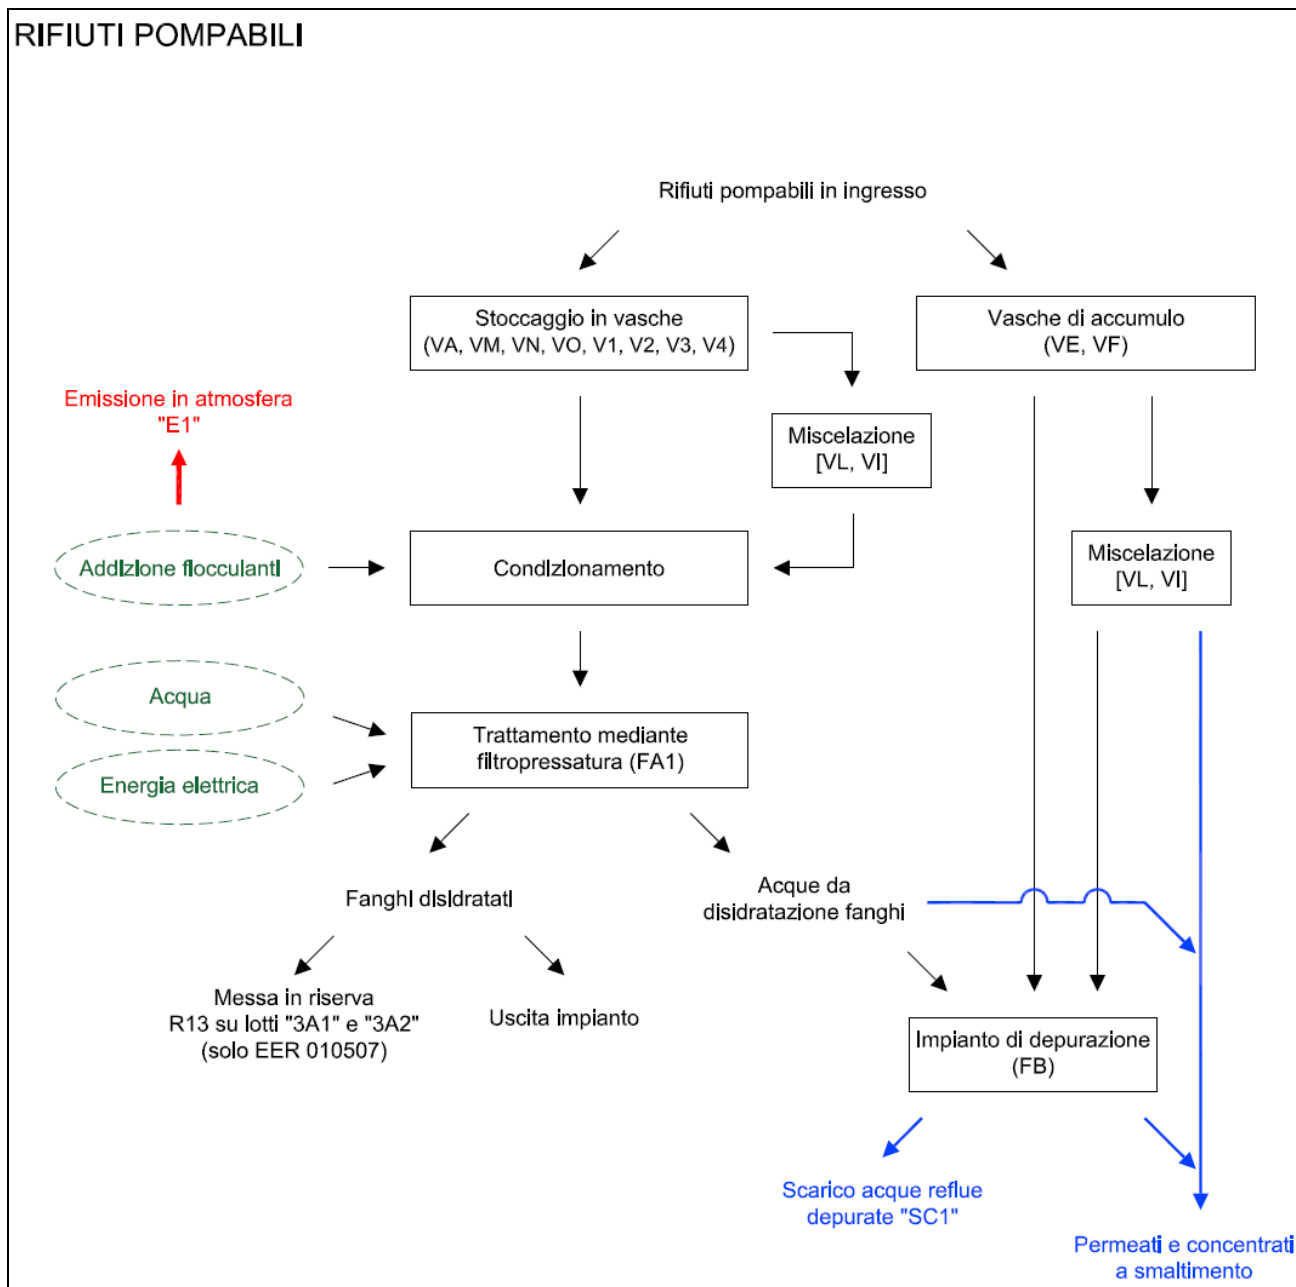 RIFIUTI POMPABILI
Rifiuti pompabili in ingresso
Stoccaggio in vasche
(VA, VM, VN, VO, V1, V2, V3, V4)
Vasche di accumulo
(VE, VF)
Emissione in atmosfera
"E1"
Miscelazione
[VL, VI]
Addizione flocculanti
Condizionamento
Miscelazione
[VL, VI]
Acqua
Trattamento mediante
filtropressatura (FA1)
Energia elettrica
Fanghi disidratati
Acque da
disidratazione fanghi
Messa in riserva
R13 su lotti "3A1" e "3A2"
(solo EER 010507)
Uscita impianto
Impianto di depurazione
(FB)
Scarico acque reflue
depurate "SC1"
Permeati e concentrati
a smaltimento